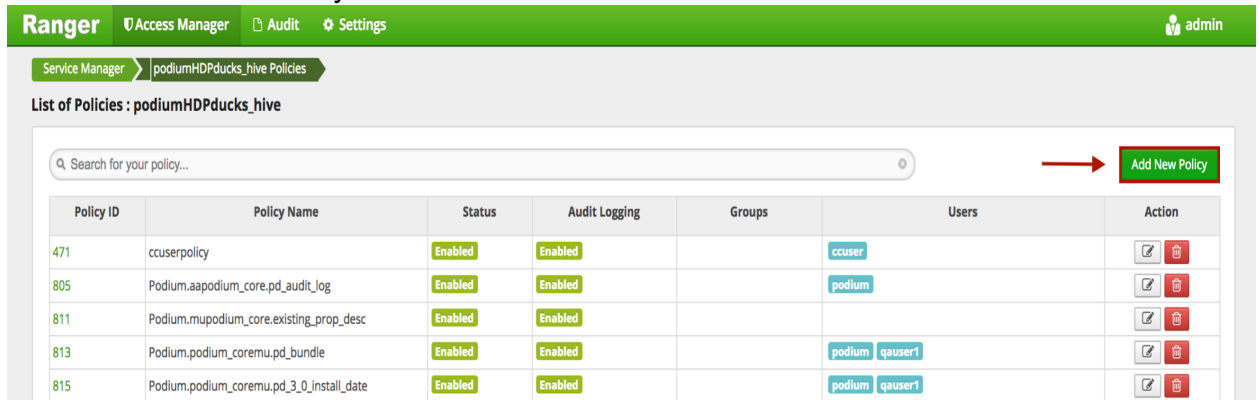 Ranger Access Manager Audit Settings admin
Service Manager podiumHDPducks_hive Policies
List of Policies : podiumHDPducks_hive
Search for your policy... Add New Policy
Policy ID Policy Name Status Audit Logging Groups Users Action
471 ccuserpolicy Enabled Enabled ccuser
805 Podium.aapodium_core.pd_audit_log Enabled Enabled podium
811 Podium.mupodium_core.existing_prop_desc Enabled Enabled
813 Podium.podium_coremu.pd_bundle Enabled Enabled podium qauser1
815 Podium.podium_coremu.pd_3_0_install_date Enabled Enabled podium qauser1